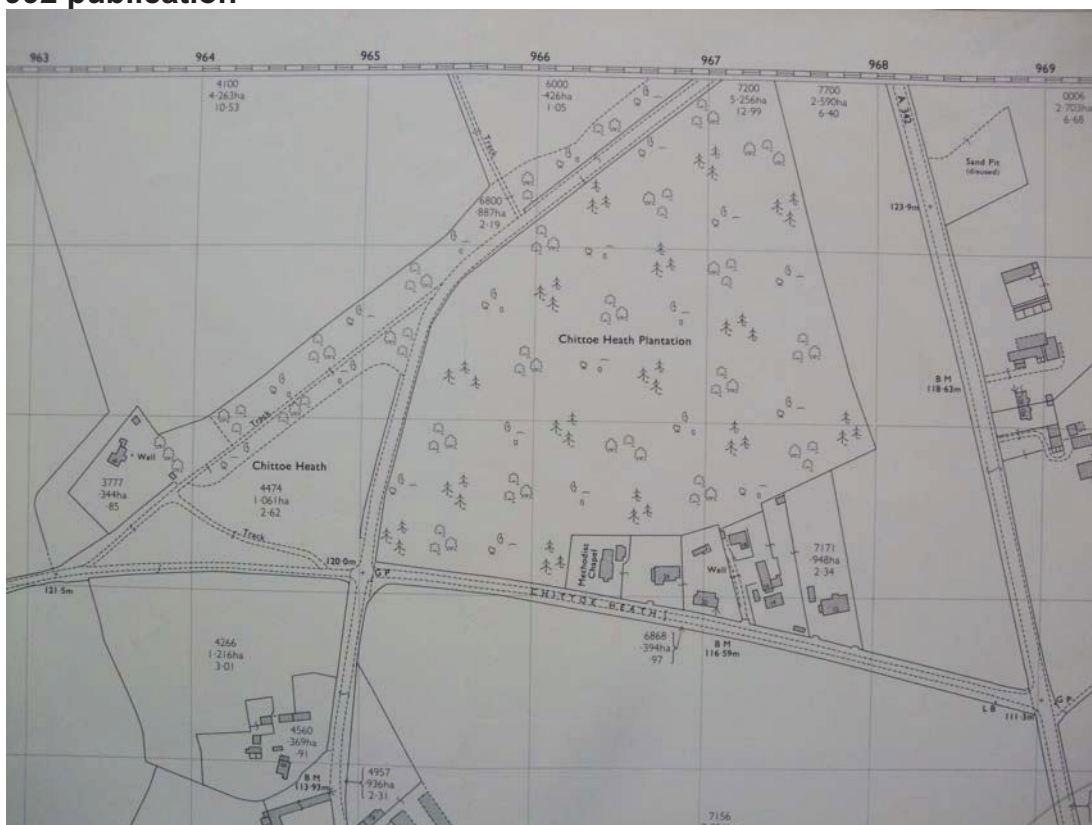 963 964 965 966 967 968 969
4100
4·263ha
10·53
6000
·426ha
1·05
7200
5·256ha
12·99
7700
2·590ha
6·40
0006
2·703ha
6·68
Track
A 342
Sand Pit
(disused)
6800
·887ha
2·19
123·9m
Chittoe Heath Plantation
B M
118·63m
Track
Wall
Chittoe Heath
3777
·344ha
·85
4474
1·061ha
2·62
Track
120·0m
G P
121·5m
Methodist
Chapel
Wall
7171
·948ha
2·34
CHITTOE HEATH
4266
1·216ha
3·01
6868
·394ha
·97
B M
116·59m
L B
111·3m
G P
4560
·369ha
·91
B M
113·93m
4957
·936ha
2·31
7156